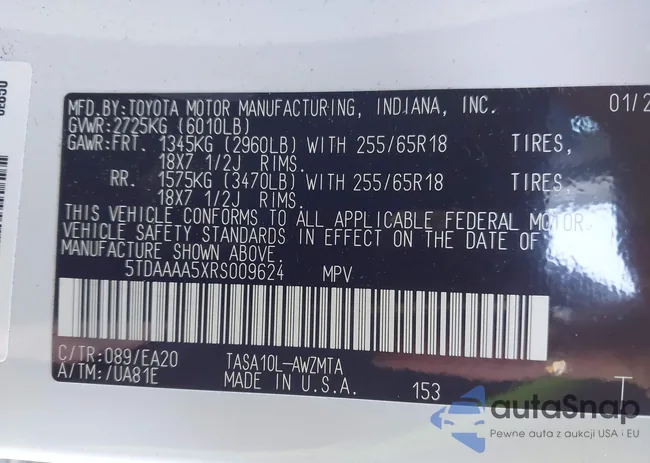 MFD.BY:TOYOTA MOTOR MANUFACTURING, INDIANA, INC. 01/2
GVWR:2725KG (6010LB)
GAWR:FRT. 1345KG (2960LB) WITH 255/65R18 TIRES,
18X7 1/2J RIMS.
RR. 1575KG (3470LB) WITH 255/65R18 TIRES,
18X7 1/2J RIMS.
THIS VEHICLE CONFORMS TO ALL APPLICABLE FEDERAL MOTOR
VEHICLE SAFETY STANDARDS IN EFFECT ON THE DATE OF
MANUFACTURE SHOWN ABOVE.
5TDAAAA5XRS009624 MPV
C/TR:089/EA20 TASA10L-AWZMTA
A/TM:/UA81E MADE IN U.S.A. 153
autaSnap
Pewne auta z aukcji USA i EU